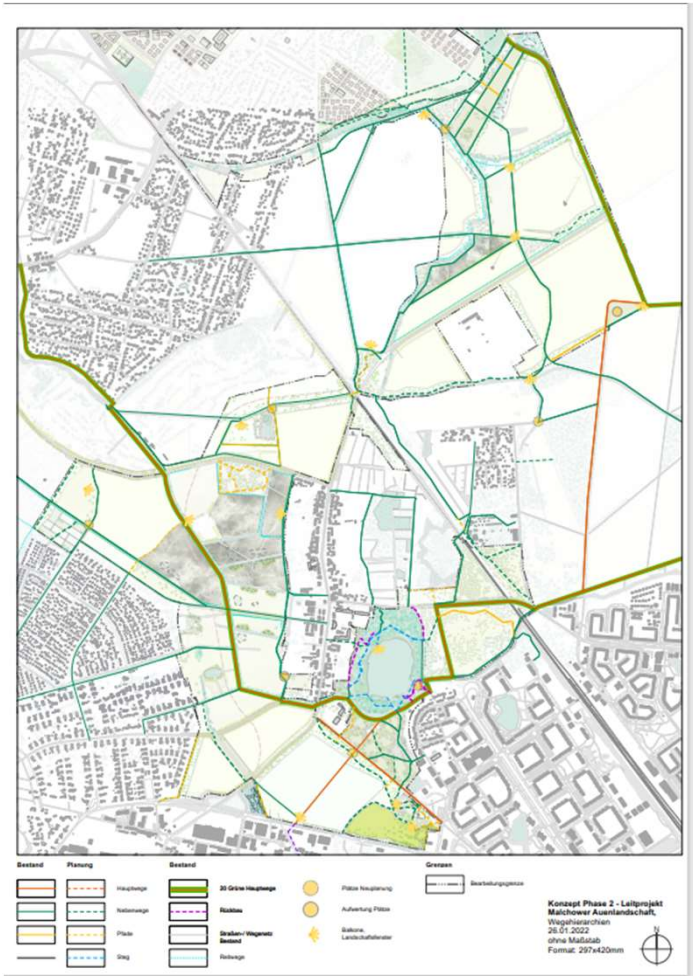 Bestand
Planung
Bestand
Grenzen
Hauptwege
20 Grüne Hauptwege
Plätze Neuplanung
Bearbeitungsgrenze
Nebenwege
Rückbau
Aufwertung Plätze
Pfade
Straßen-/ Wegenetz
Bestand
Balkone,
Landschaftsfenster
Steg
Reitwege
Konzept Phase 2 - Leitprojekt
Malchower Auenlandschaft,
Wegehierarchien
26.01.2022
ohne Maßstab
Format: 297x420mm
N